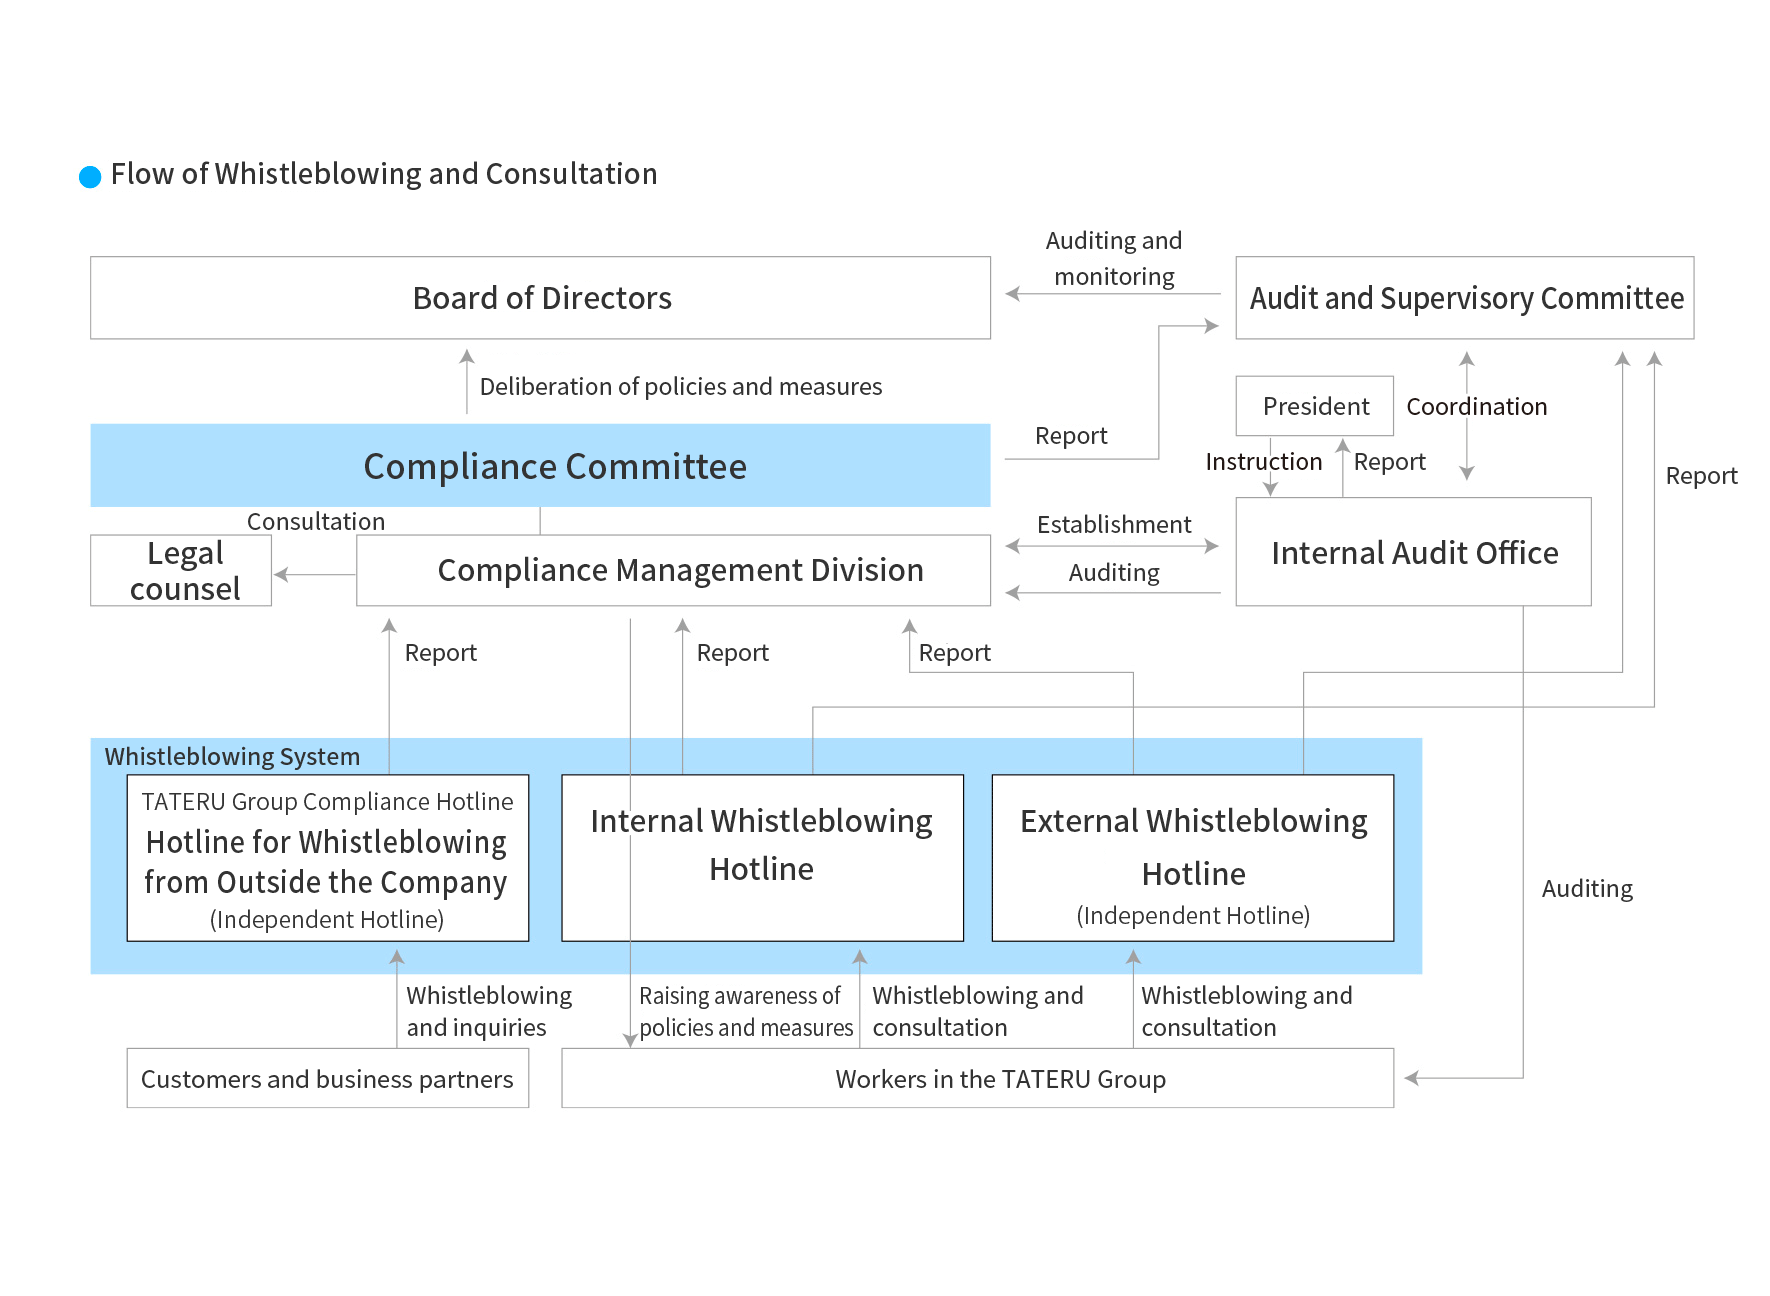 Flow of Whistleblowing and Consultation
Auditing and
monitoring
Board of Directors
Audit and Supervisory Committee
Deliberation of policies and measures
President
Coordination
Report
Compliance Committee
Instruction
Report
Report
Consultation
Establishment
Legal
counsel
Compliance Management Division
Internal Audit Office
Auditing
Report
Report
Report
Whistleblowing System
TATERU Group Compliance Hotline
Hotline for Whistleblowing
from Outside the Company
(Independent Hotline)
Internal Whistleblowing
Hotline
External Whistleblowing
Hotline
(Independent Hotline)
Auditing
Whistleblowing
and inquiries
Raising awareness of
policies and measures
Whistleblowing and
consultation
Whistleblowing and
consultation
Customers and business partners
Workers in the TATERU Group